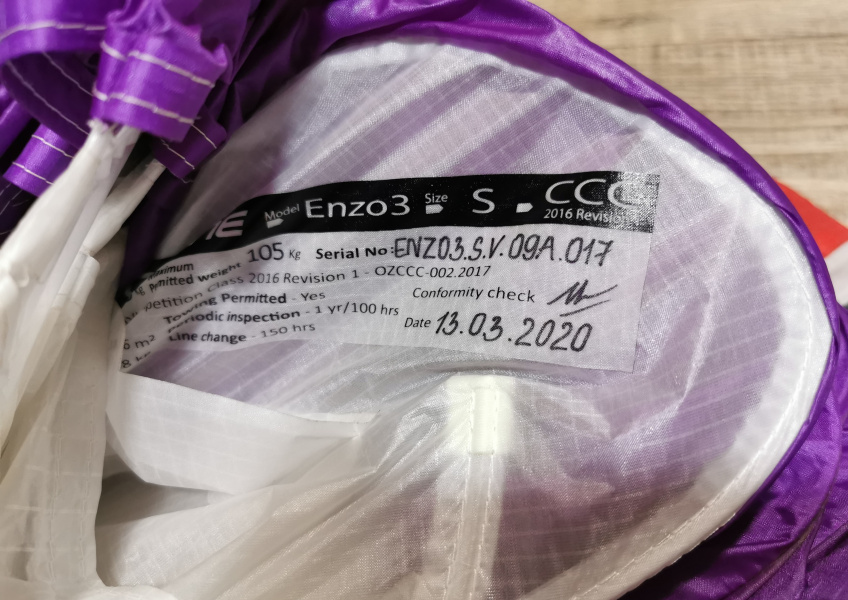 Model Enzo3 Size S CCC
2016 Revision
Permitted weight 105 Kg Serial No: ENZO3.S.V.09A.017
Class 2016 Revision 1 - OZCCC-002.2017
Towing Permitted - Yes Conformity check
Periodic inspection - 1 yr/100 hrs Date 13.03.2020
Line change - 150 hrs